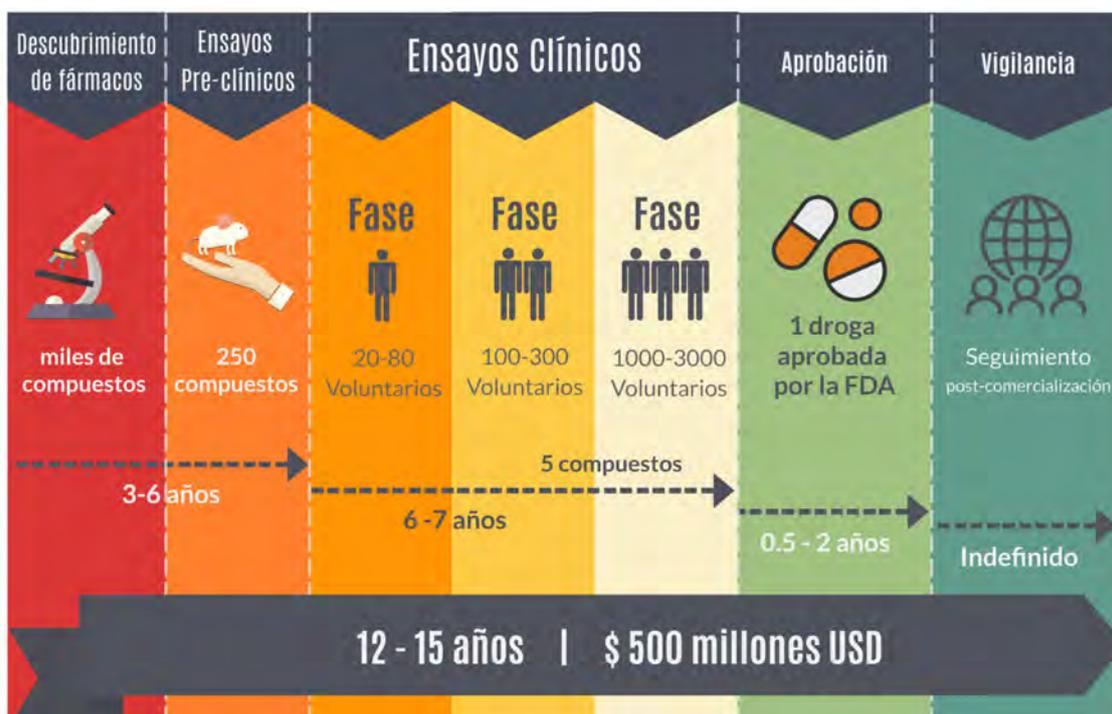 Descubrimiento
de fármacos
Ensayos
Pre-clínicos
Ensayos Clínicos
Aprobación
Vigilancia
miles de
compuestos
250
compuestos
Fase
20-80
Voluntarios
Fase
100-300
Voluntarios
Fase
1000-3000
Voluntarios
1 droga
aprobada
por la FDA
Seguimiento
post-comercialización
3-6 años
5 compuestos
6 -7 años
0.5 - 2 años
Indefinido
12 - 15 años | $ 500 millones USD